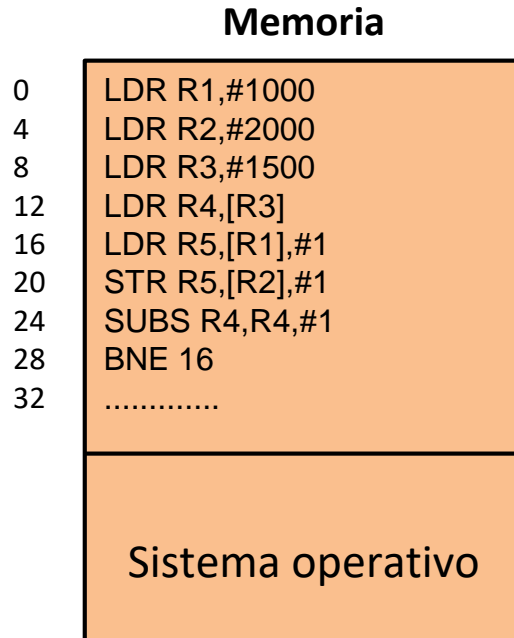 Memoria
0 LDR R1,#1000
4 LDR R2,#2000
8 LDR R3,#1500
12 LDR R4,[R3]
16 LDR R5,[R1],#1
20 STR R5,[R2],#1
24 SUBS R4,R4,#1
28 BNE 16
32 .............
Sistema operativo